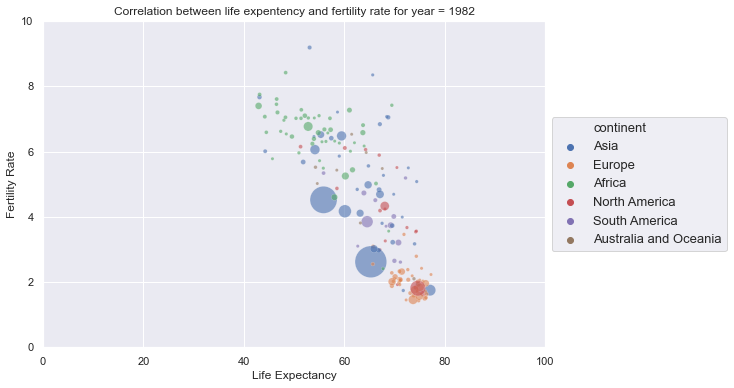 Correlation between life expentency and fertility rate for year = 1982
10
8
6
4
2
0
Fertility Rate
0 20 40 60 80 100
Life Expectancy
continent
Asia
Europe
Africa
North America
South America
Australia and Oceania